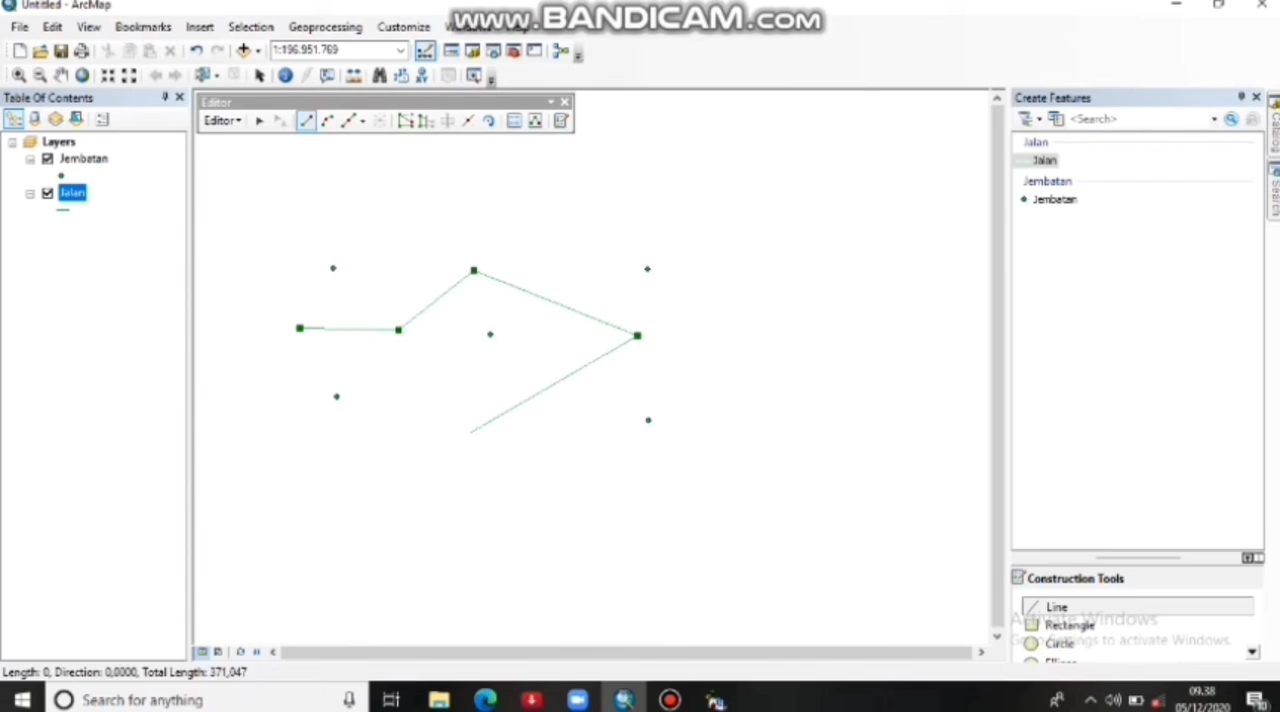 Untitled - ArcMap
WWW.BANDICAM.COM
File Edit View Bookmarks Insert Selection Geoprocessing Customize
1:196.951.769
Table Of Contents
Editor
Create Features
Editor
<Search>
Layers
Jembatan
Jalan
Jalan
Jalan
Jembatan
Jembatan
Catalog
Search
Construction Tools
Line
Activate Windows
Rectangle
Go to Settings to activate Windows.
Circle
Ellipse
Length: 0, Direction: 0,0000, Total Length: 371,047
Search for anything
09.38
05/12/2020